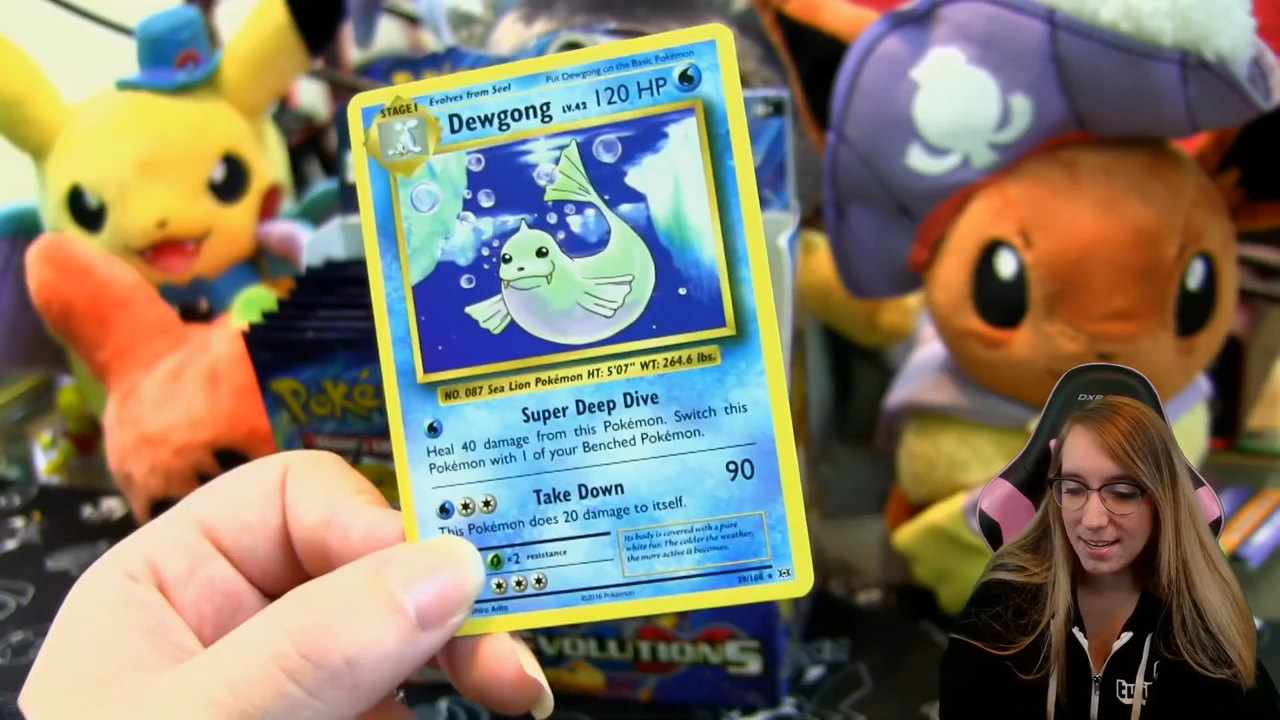 STAGE 1
Evolves from Seel
Put Dewgong on the Basic Pokémon
Dewgong LV.42 120 HP
NO. 087 Sea Lion Pokémon HT: 5'07" WT: 264.6 lbs.
Super Deep Dive
Heal 40 damage from this Pokémon. Switch this
Pokémon with 1 of your Benched Pokémon.
Take Down 90
This Pokémon does 20 damage to itself.
×2 resistance
Its body is covered with a pure
white fur. The colder the weather,
the more active it becomes.
Arita
©2016 Pokémon
29/108
Poké
EVOLUTIONS
DXR